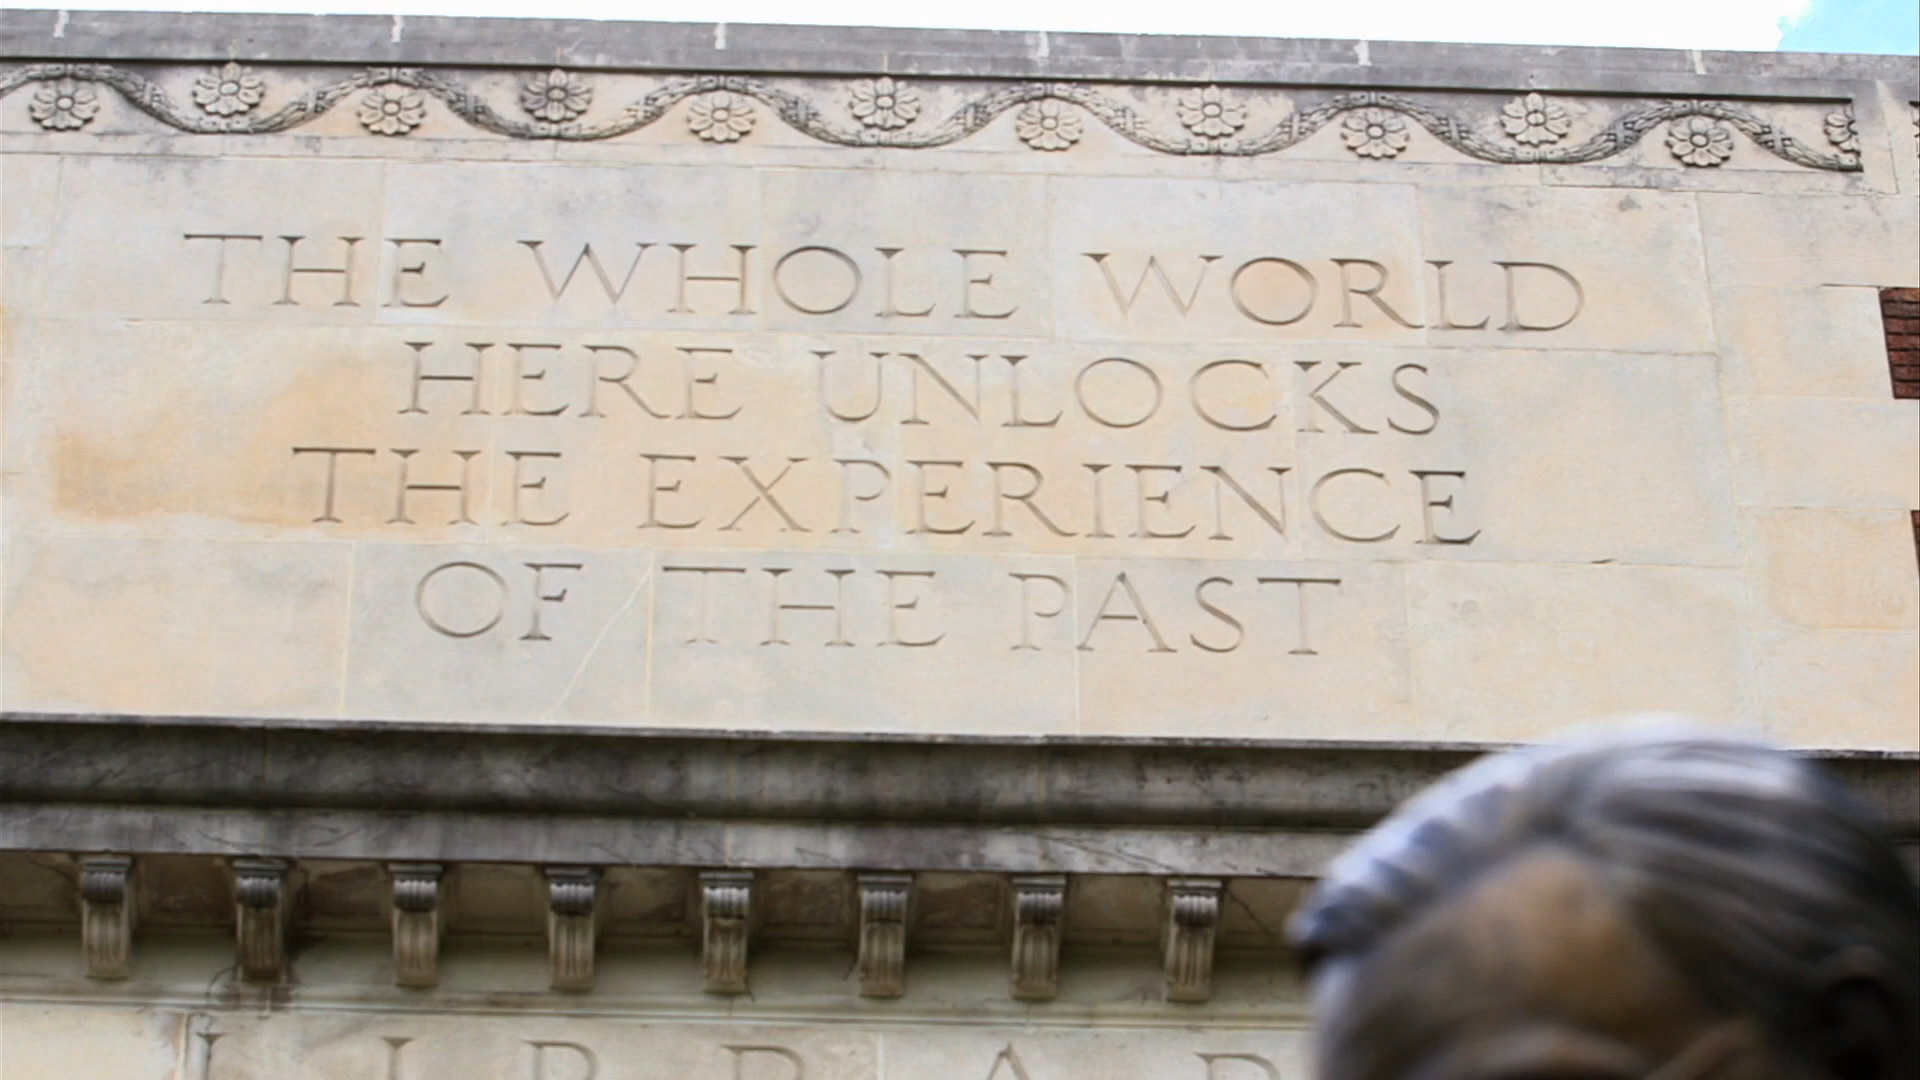 THE WHOLE WORLD
HERE UNLOCKS
THE EXPERIENCE
OF THE PAST